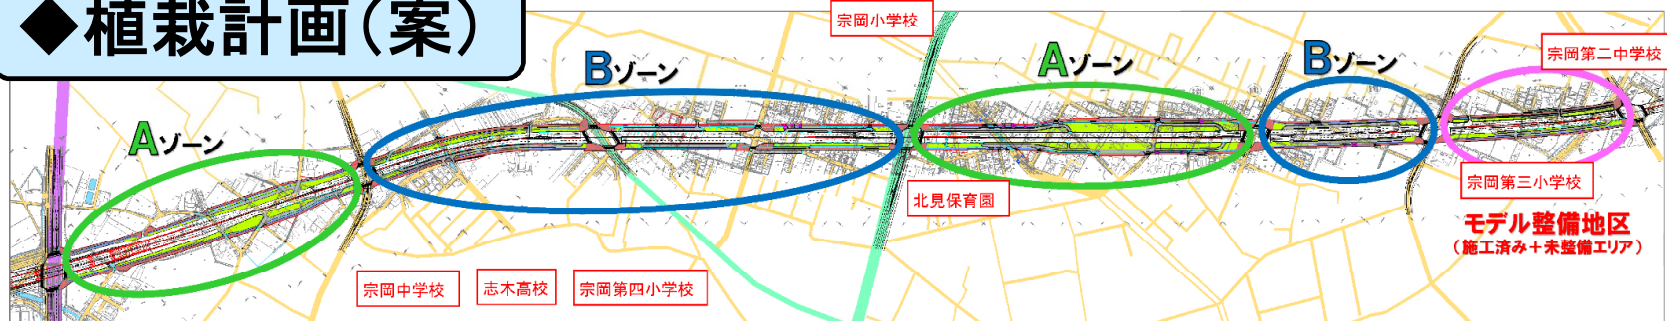 ◆植栽計画(案)
宗岡小学校
Aゾーン
Bゾーン
Aゾーン
Bゾーン
宗岡第二中学校
北見保育園
宗岡第三小学校
モデル整備地区
(施工済み+未整備エリア)
宗岡中学校
志木高校
宗岡第四小学校